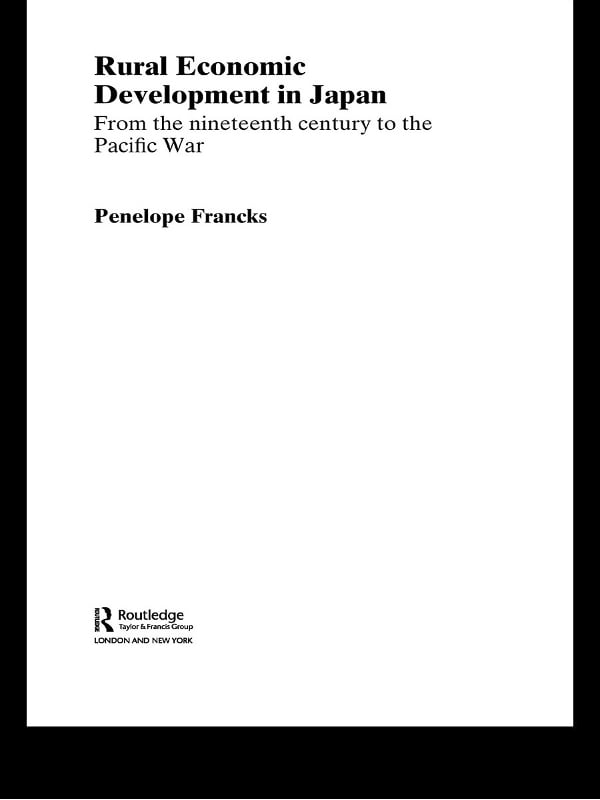 Rural Economic
Development in Japan
From the nineteenth century to the
Pacific War
Penelope Francks
ROUTLEDGE
Routledge
Taylor & Francis Group
LONDON AND NEW YORK